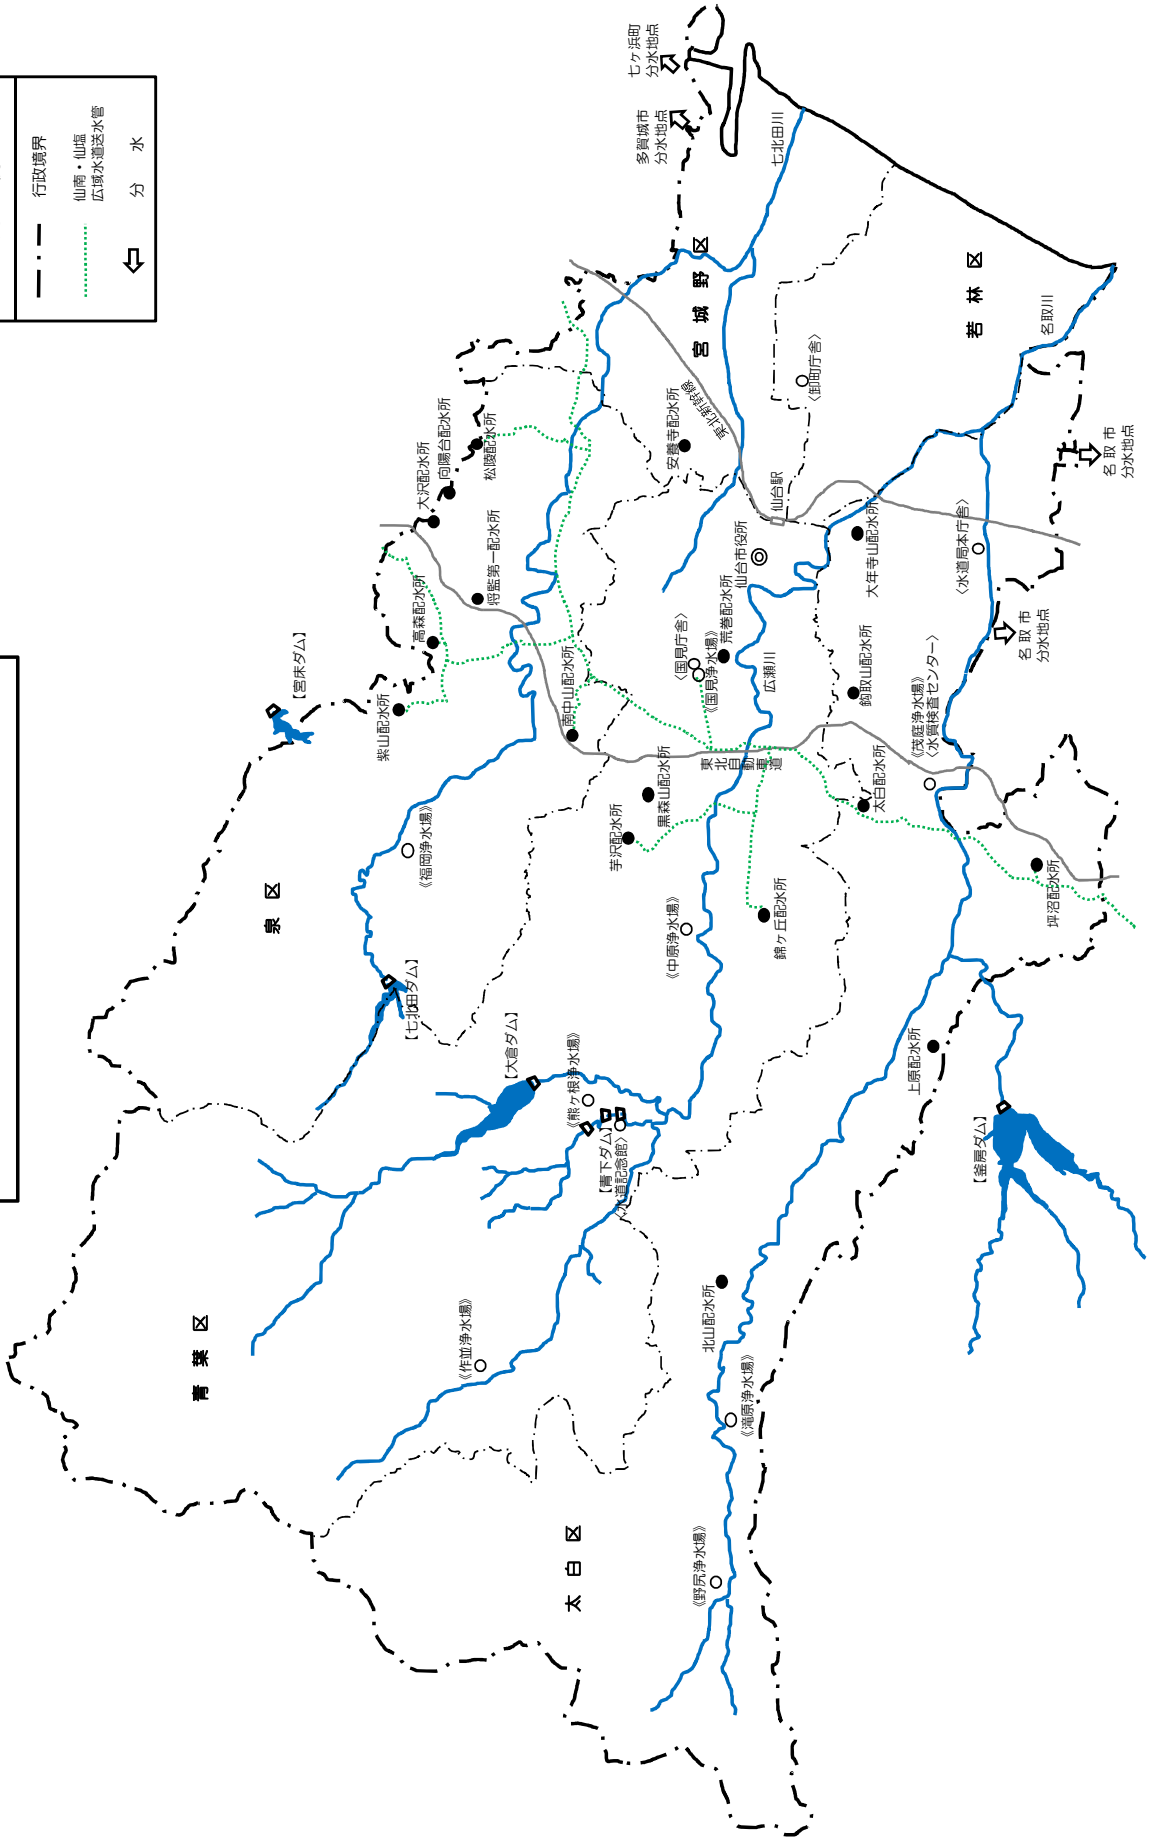 行政境界
仙南・仙塩
広域水道送水管
分　水
七ヶ浜町
分水地点
多賀城市
分水地点
七北田川
宮城野区
若林区
名取川
〈卸町庁舎〉
東北新幹線
安養寺配水所
松陵配水所
向陽台配水所
大沢配水所
将監第一配水所
高森配水所
紫山配水所
【宮床ダム】
仙台駅
仙台市役所
大年寺山配水所
〈水道局本庁舎〉
名取市
分水地点
名取市
分水地点
荒巻配水所
〈国見庁舎〉
《国見浄水場》
広瀬川
鈎取山配水所
《茂庭浄水場》
〈水質検査センター〉
南中山配水所
東北自動車道
太白配水所
黒森山配水所
芋沢配水所
《福岡浄水場》
泉区
《中原浄水場》
錦ヶ丘配水所
坪沼配水所
【七北田ダム】
【大倉ダム】
《熊ヶ根浄水場》
【青下ダム】
〈水道記念館〉
上原配水所
【釜房ダム】
北山配水所
《作並浄水場》
青葉区
《滝原浄水場》
《野尻浄水場》
太白区